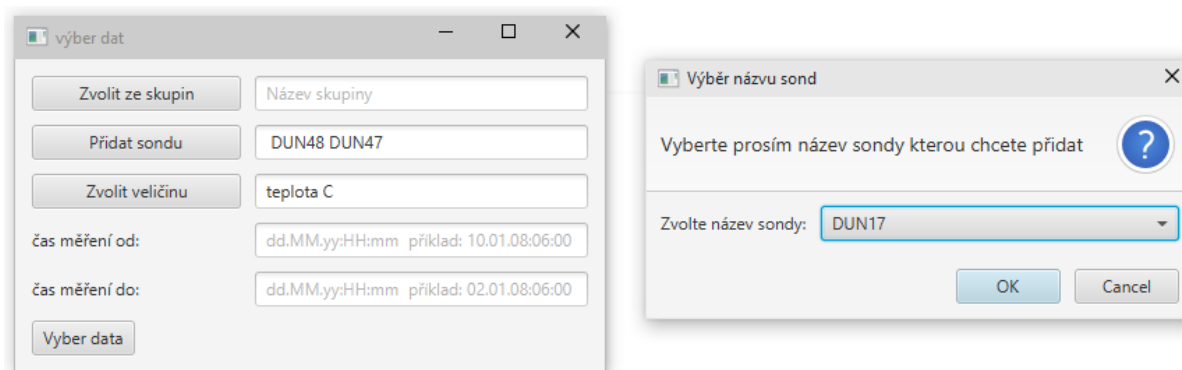 výber dat
Zvolit ze skupin
Název skupiny
Přidat sondu
DUN48 DUN47
Zvolit veličinu
teplota C
čas měření od:
dd.MM.yy:HH:mm příklad: 10.01.08:06:00
čas měření do:
dd.MM.yy:HH:mm příklad: 02.01.08:06:00
Vyber data
Výběr názvu sond
Vyberte prosím název sondy kterou chcete přidat
?
Zvolte název sondy:
DUN17
OK
Cancel